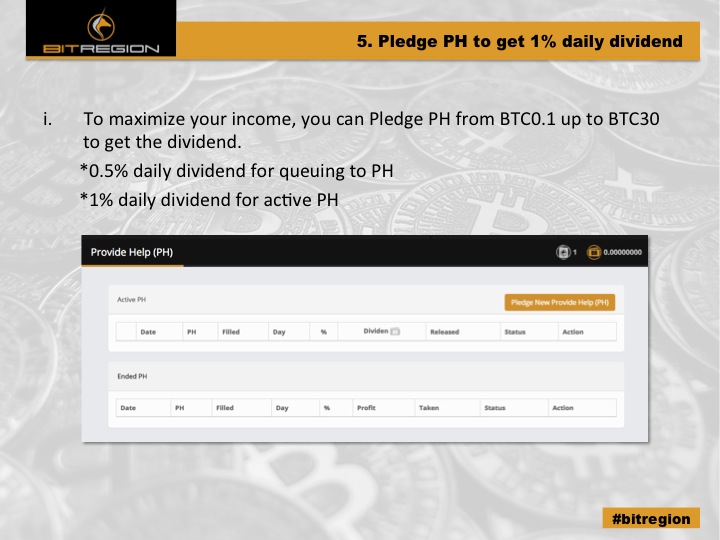 BITREGION
5. Pledge PH to get 1% daily dividend
i. To maximize your income, you can Pledge PH from BTC0.1 up to BTC30
to get the dividend.
*0.5% daily dividend for queuing to PH
*1% daily dividend for active PH
Provide Help (PH) 1 0.00000000
Active PH Pledge New Provide Help (PH)
Date PH Filled Day % Dividen Released Status Action
Ended PH
Date PH Filled Day % Profit Taken Status Action
#bitregion